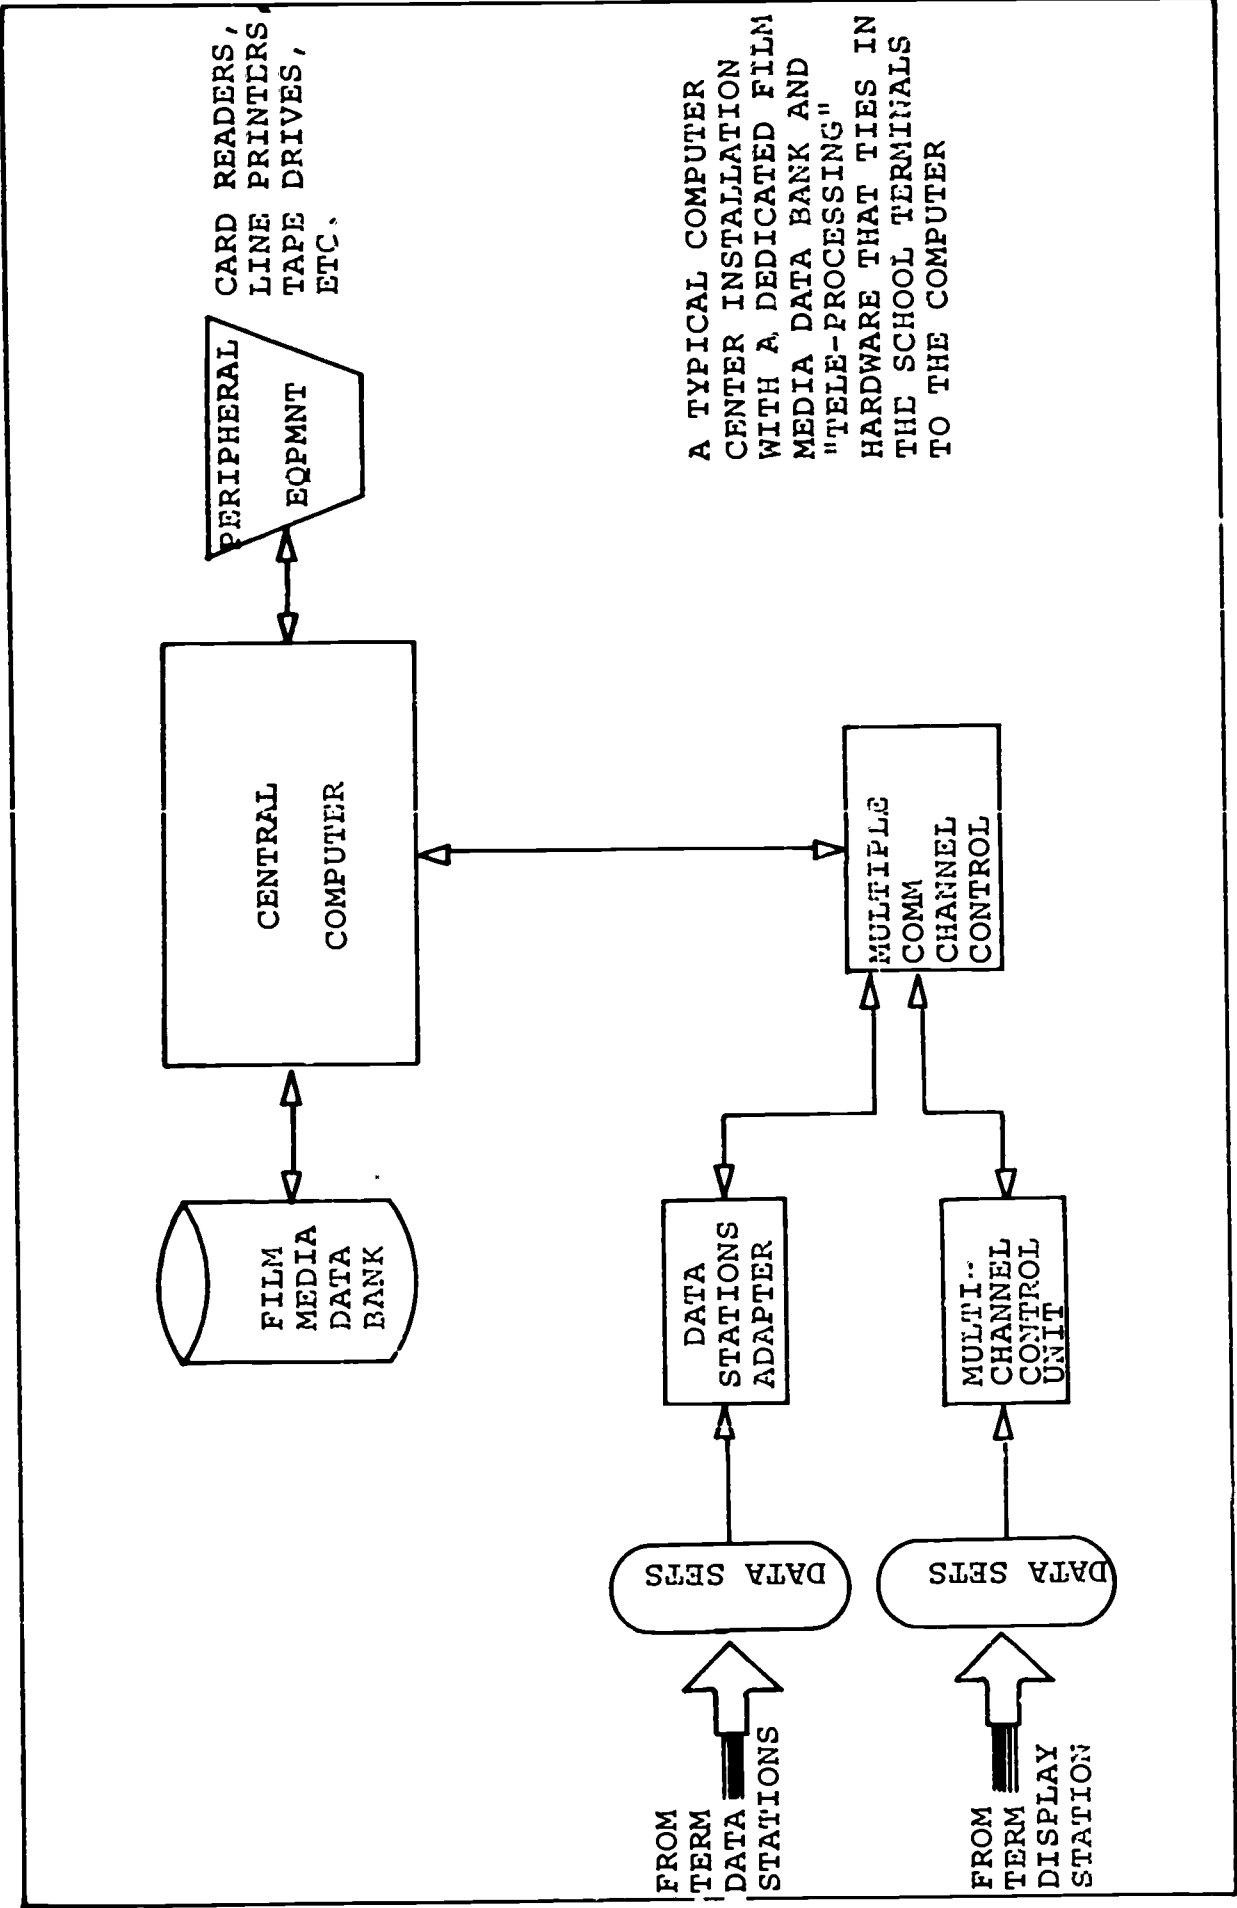 CARD READERS,
LINE PRINTERS,
TAPE DRIVES,
ETC.
PERIPHERAL
EQPMNT
CENTRAL
COMPUTER
FILM
MEDIA
DATA
BANK
A TYPICAL COMPUTER
CENTER INSTALLATION
WITH A DEDICATED FILM
MEDIA DATA BANK AND
"TELE-PROCESSING"
HARDWARE THAT TIES IN
THE SCHOOL TERMINALS
TO THE COMPUTER
MULTIPLE
COMM
CHANNEL
CONTROL
DATA
STATIONS
ADAPTER
MULTI-
CHANNEL
CONTROL
UNIT
DATA SETS
DATA SETS
FROM
TERM
DATA
STATIONS
FROM
TERM
DISPLAY
STATION